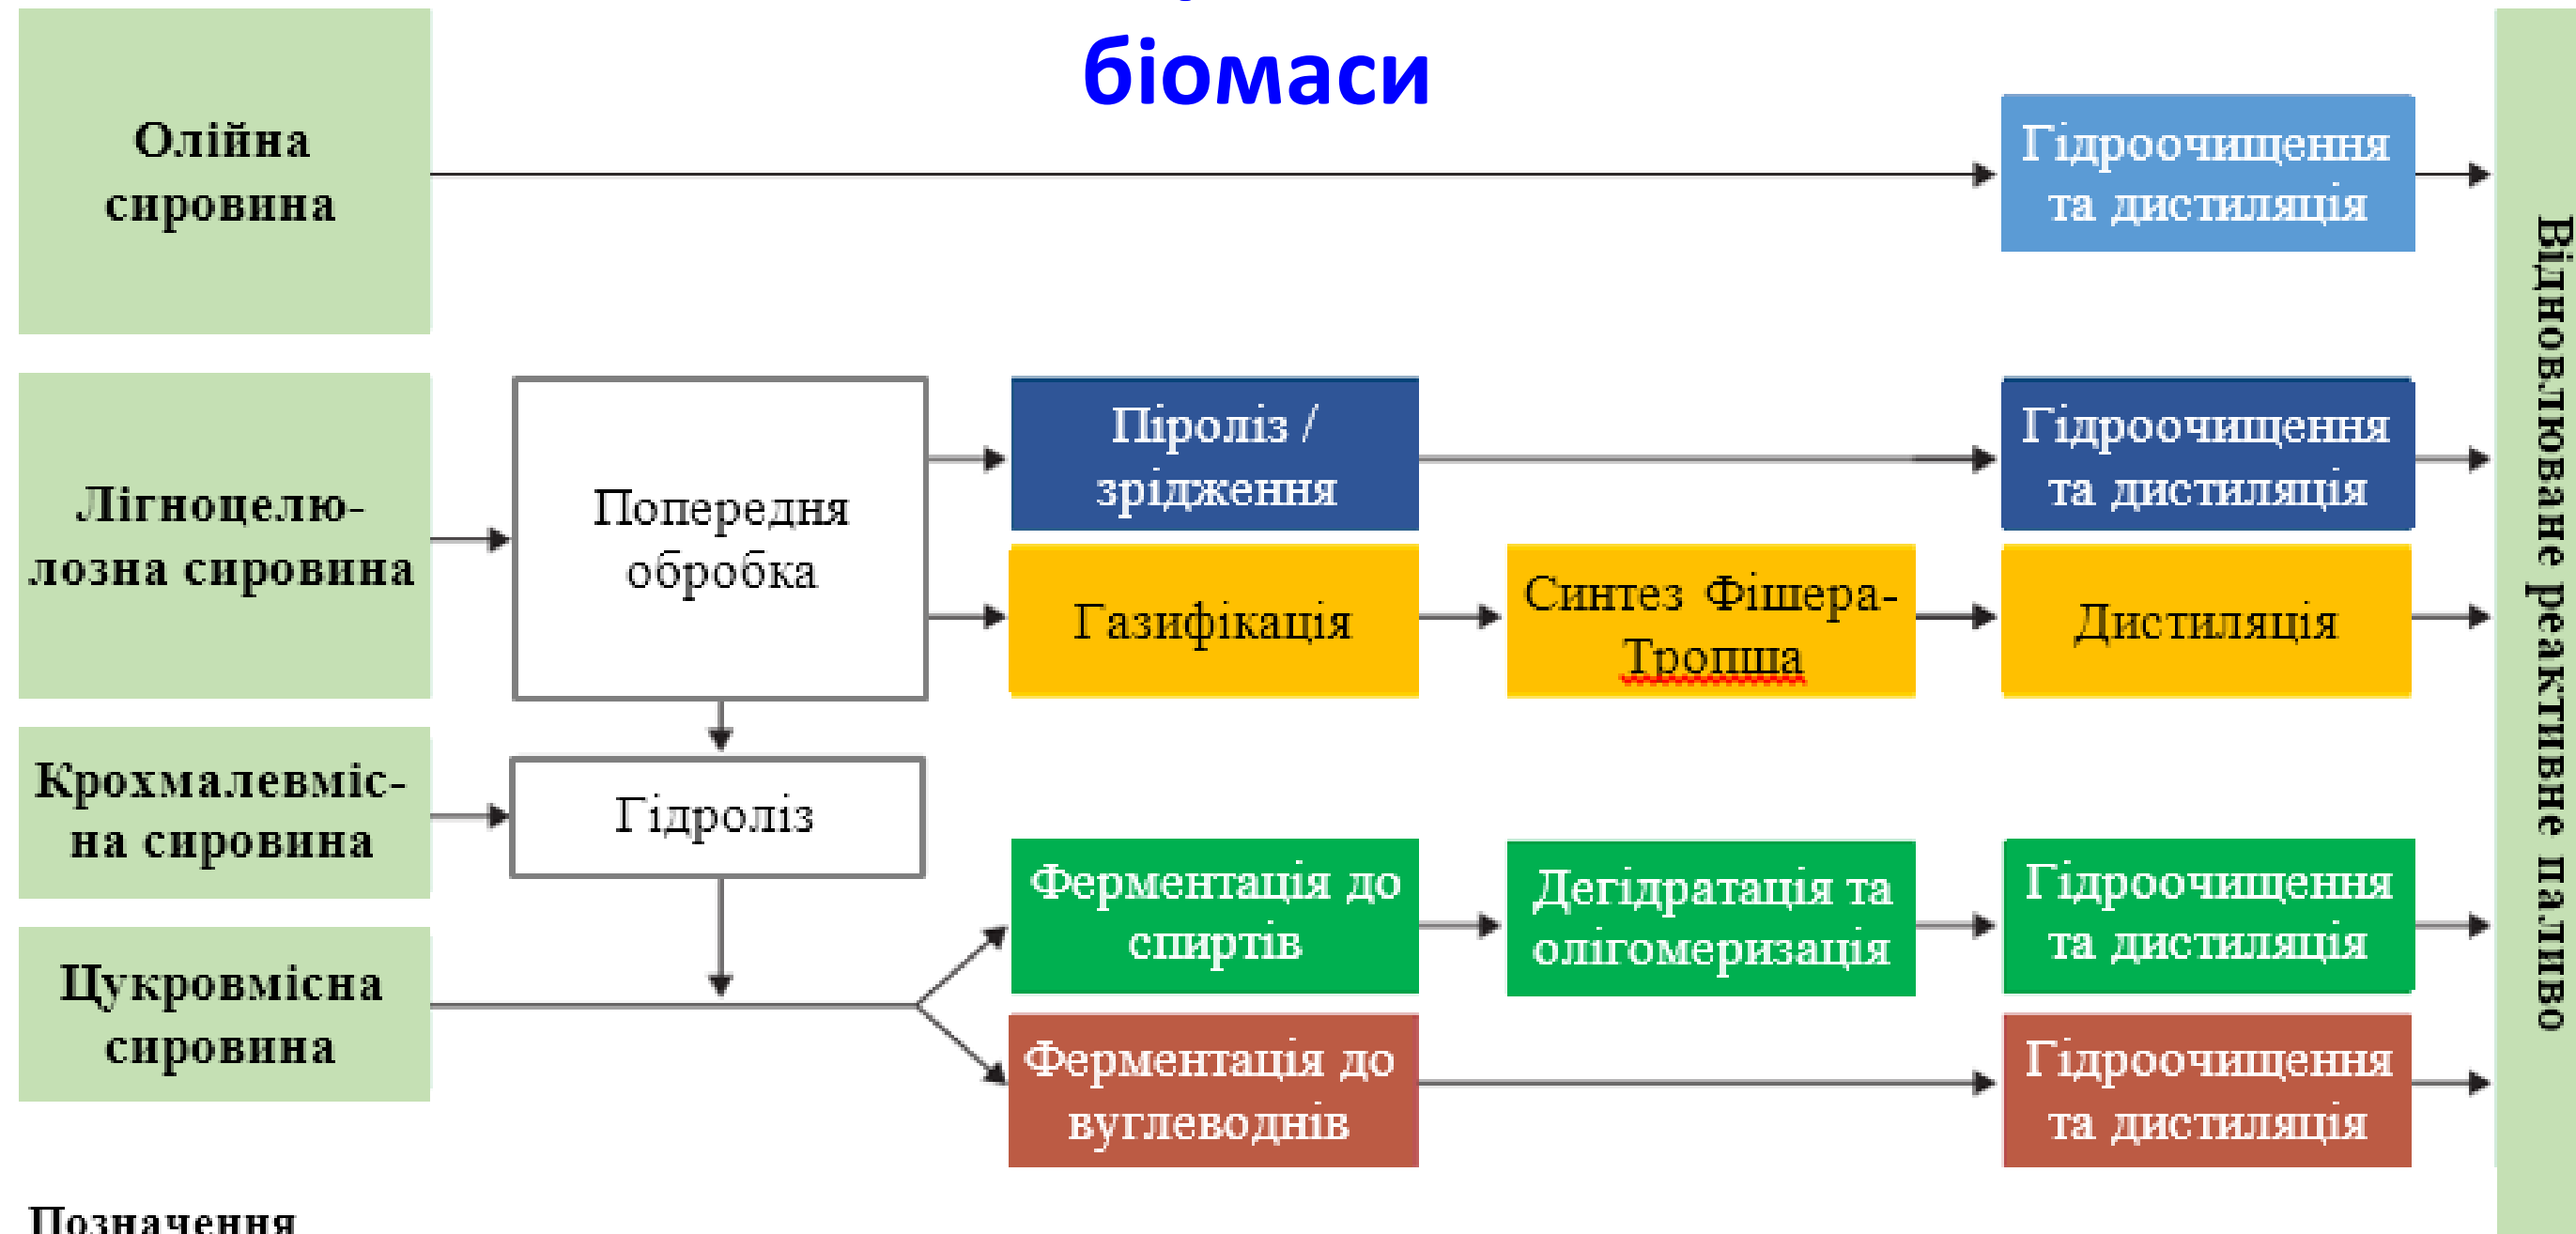 біомаси
Олійна
сировина
Гідроочищення
та дистиляція
Лігноцелю-
лозна сировина
Попередня
обробка
Піроліз /
зрідження
Гідроочищення
та дистиляція
Газифікація
Синтез Фішера-
Тропша
Дистиляція
Крохмалевміс-
на сировина
Гідроліз
Ферментація до
спиртів
Дегідратація та
олігомеризація
Гідроочищення
та дистиляція
Цукровмісна
сировина
Ферментація до
вуглеводнів
Гідроочищення
та дистиляція
Відновлюване реактивне паливо
Позначення